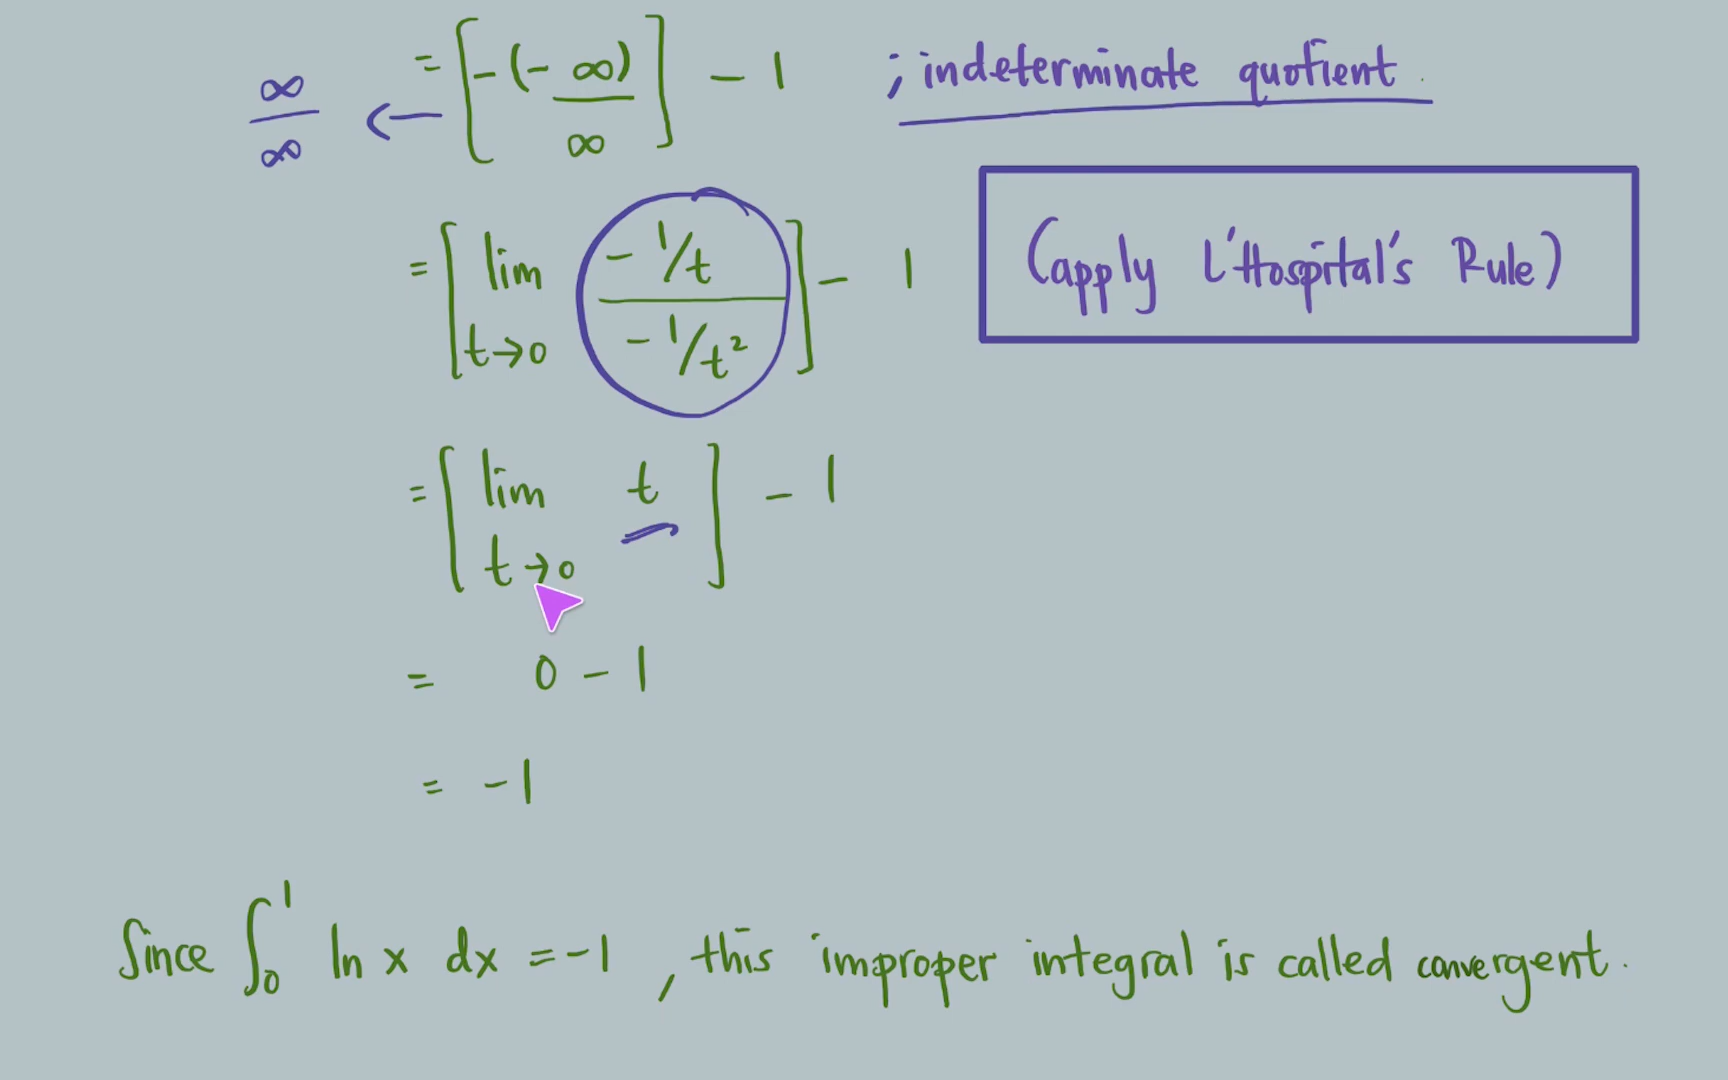 ∞/∞ ← = [-(-∞)/∞] - 1 ; indeterminate quotient.
= [lim t→0 (-1/t)/(-1/t²)] - 1 (apply L'Hospital's Rule)
= [lim t→0 t] - 1
= 0 - 1
= -1
Since ∫₀¹ ln x dx = -1, this improper integral is called convergent.